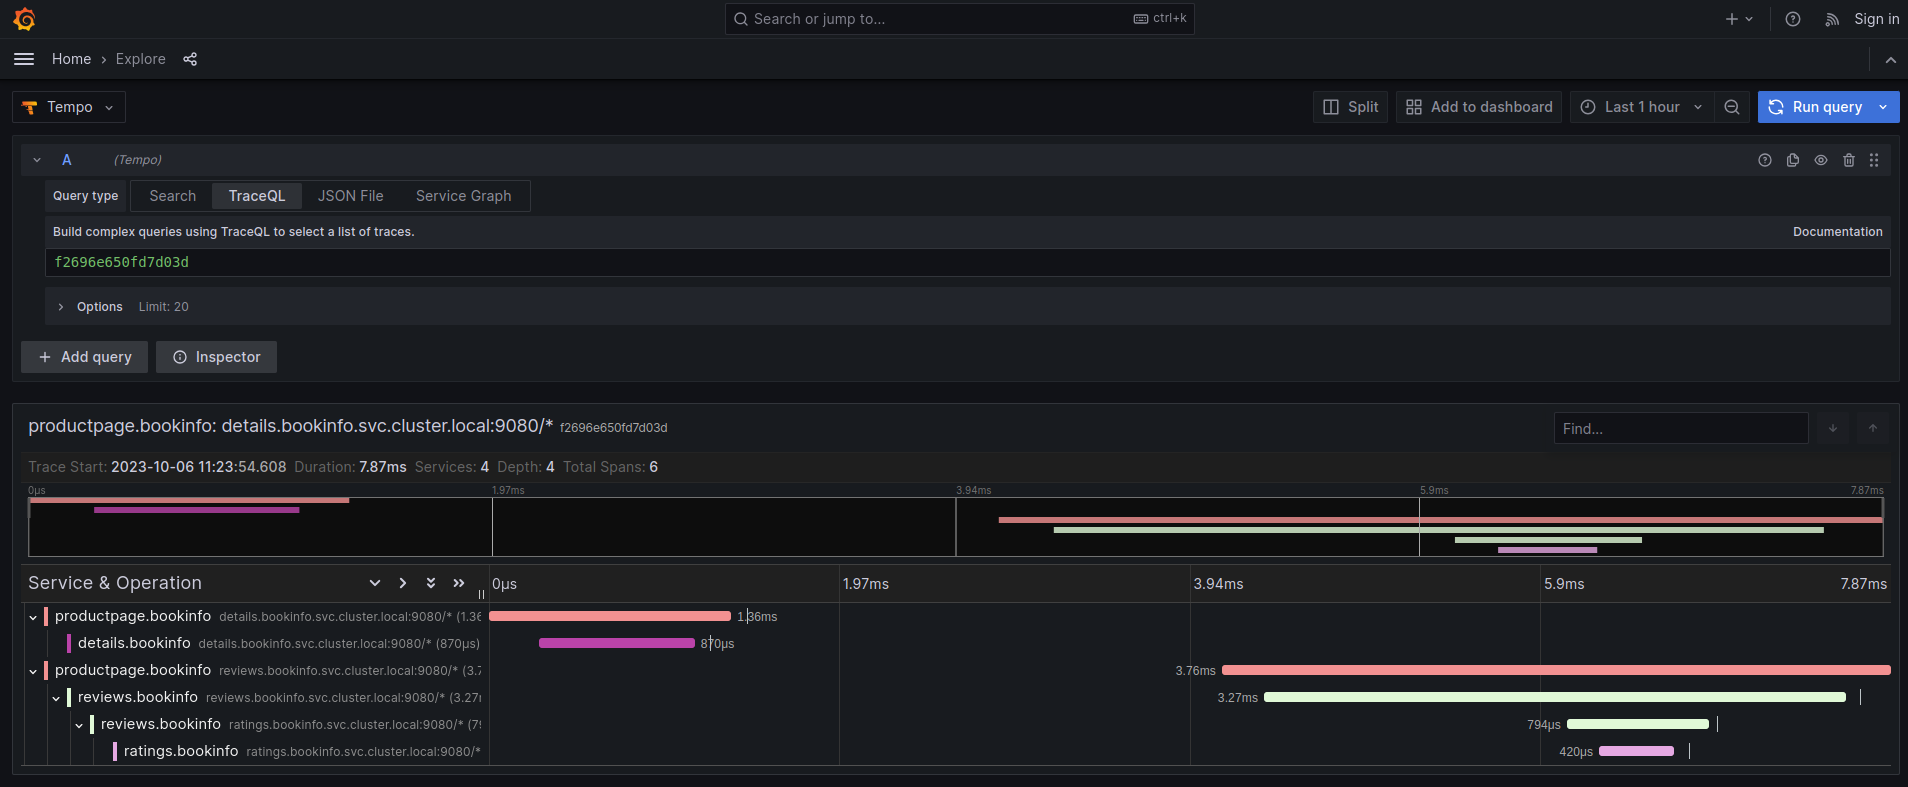 Search or jump to... ctrl+k Sign in
Home › Explore
Tempo Split Add to dashboard Last 1 hour Run query
A (Tempo)
Query type Search TraceQL JSON File Service Graph
Build complex queries using TraceQL to select a list of traces. Documentation
f2696e650fd7d03d
Options Limit: 20
+ Add query Inspector
productpage.bookinfo: details.bookinfo.svc.cluster.local:9080/* f2696e650fd7d03d Find...
Trace Start: 2023-10-06 11:23:54.608 Duration: 7.87ms Services: 4 Depth: 4 Total Spans: 6
0μs 1.97ms 3.94ms 5.9ms 7.87ms
Service & Operation 0μs 1.97ms 3.94ms 5.9ms 7.87ms
productpage.bookinfo details.bookinfo.svc.cluster.local:9080/* (1.36 1.36ms
details.bookinfo details.bookinfo.svc.cluster.local:9080/* (870μs) 870μs
productpage.bookinfo reviews.bookinfo.svc.cluster.local:9080/* (3.7 3.76ms
reviews.bookinfo reviews.bookinfo.svc.cluster.local:9080/* (3.27 3.27ms
reviews.bookinfo ratings.bookinfo.svc.cluster.local:9080/* (79 794μs
ratings.bookinfo ratings.bookinfo.svc.cluster.local:9080/* 420μs